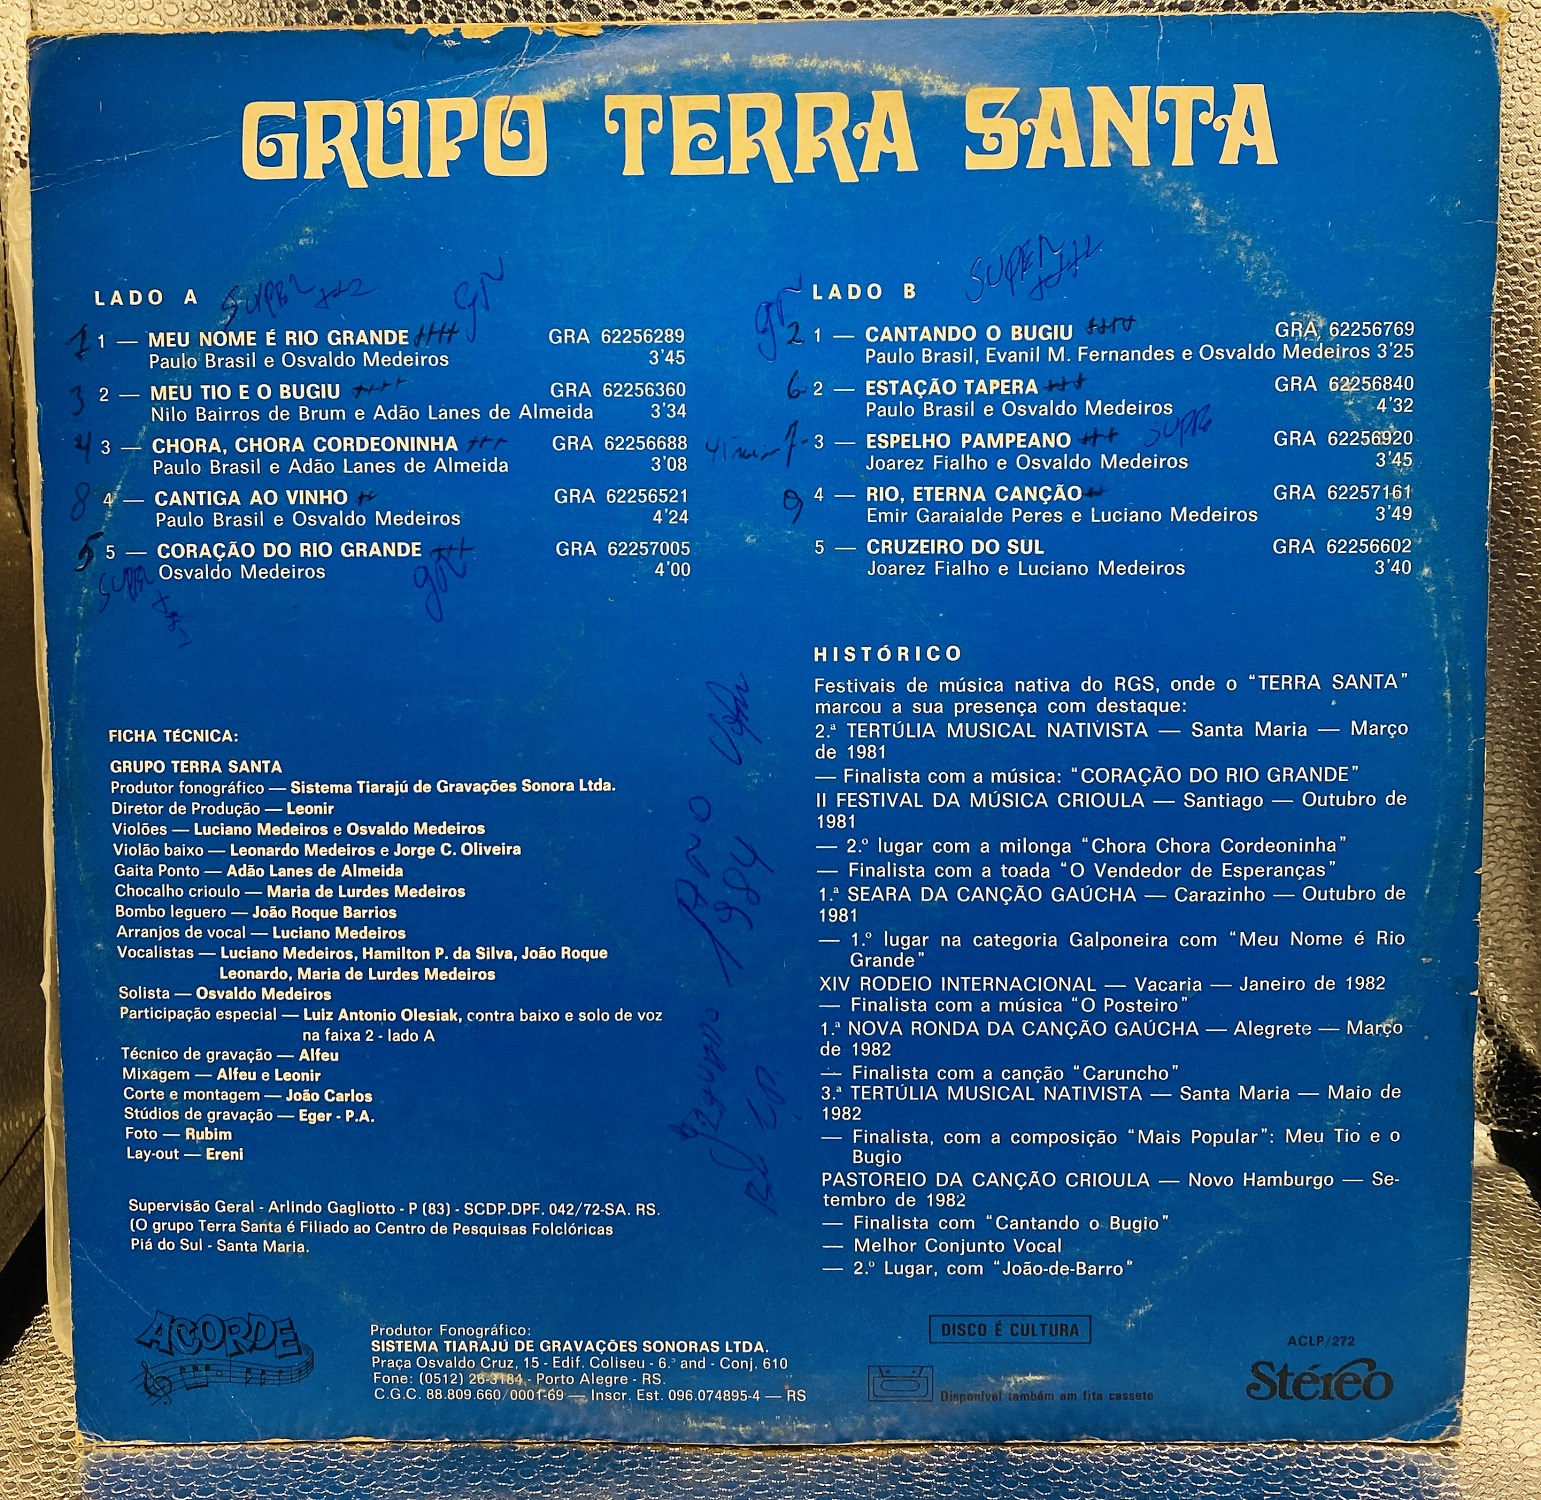 GRUPO TERRA SANTA
LADO A
SUPER
gr
1 1 — MEU NOME É RIO GRANDE GRA 62256289
Paulo Brasil e Osvaldo Medeiros 3'45
3 2 — MEU TIO E O BUGIU GRA 62256360
Nilo Bairros de Brum e Adão Lanes de Almeida 3'34
4 3 — CHORA, CHORA CORDEONINHA GRA 62256688
Paulo Brasil e Adão Lanes de Almeida 3'08
8 4 — CANTIGA AO VINHO GRA 62256521
Paulo Brasil e Osvaldo Medeiros 4'24
5 5 — CORAÇÃO DO RIO GRANDE GRA 62257005
Osvaldo Medeiros 4'00
SUPER
LADO B
SUPER
2 1 — CANTANDO O BUGIU GRA 62256769
Paulo Brasil, Evanil M. Fernandes e Osvaldo Medeiros 3'25
6 2 — ESTAÇÃO TAPERA GRA 62256840
Paulo Brasil e Osvaldo Medeiros 4'32
7 3 — ESPELHO PAMPEANO GRA 62256920
Joarez Fialho e Osvaldo Medeiros 3'45
9 4 — RIO, ETERNA CANÇÃO GRA 62257161
Emir Garaialde Peres e Luciano Medeiros 3'49
5 — CRUZEIRO DO SUL GRA 62256602
Joarez Fialho e Luciano Medeiros 3'40
FICHA TÉCNICA:
GRUPO TERRA SANTA
Produtor fonográfico — Sistema Tiarajú de Gravações Sonora Ltda.
Diretor de Produção — Leonir
Violões — Luciano Medeiros e Osvaldo Medeiros
Violão baixo — Leonardo Medeiros e Jorge C. Oliveira
Gaita Ponto — Adão Lanes de Almeida
Chocalho crioulo — Maria de Lurdes Medeiros
Bombo leguero — João Roque Barrios
Arranjos de vocal — Luciano Medeiros
Vocalistas — Luciano Medeiros, Hamilton P. da Silva, João Roque
Leonardo, Maria de Lurdes Medeiros
Solista — Osvaldo Medeiros
Participação especial — Luiz Antonio Olesiak, contra baixo e solo de voz
na faixa 2 - lado A
Técnico de gravação — Alfeu
Mixagem — Alfeu e Leonir
Corte e montagem — João Carlos
Stúdios de gravação — Eger - P.A.
Foto — Rubim
Lay-out — Ereni
Supervisão Geral - Arlindo Gagliotto - P (83) - SCDP.DPF. 042/72-SA. RS.
(O grupo Terra Santa é Filiado ao Centro de Pesquisas Folclóricas
Piá do Sul - Santa Maria.
ANO
1984
LP
HISTÓRICO
Festivais de música nativa do RGS, onde o “TERRA SANTA”
marcou a sua presença com destaque:
2.ª TERTÚLIA MUSICAL NATIVISTA — Santa Maria — Março
de 1981
— Finalista com a música: “CORAÇÃO DO RIO GRANDE”
II FESTIVAL DA MÚSICA CRIOULA — Santiago — Outubro de
1981
— 2.º lugar com a milonga “Chora Chora Cordeoninha”
— Finalista com a toada “O Vendedor de Esperanças”
1.ª SEARA DA CANÇÃO GAÚCHA — Carazinho — Outubro de
1981
— 1.º lugar na categoria Galponeira com “Meu Nome é Rio
Grande”
XIV RODEIO INTERNACIONAL — Vacaria — Janeiro de 1982
— Finalista com a música “O Posteiro”
1.ª NOVA RONDA DA CANÇÃO GAÚCHA — Alegrete — Março
de 1982
— Finalista com a canção “Caruncho”
3.ª TERTÚLIA MUSICAL NATIVISTA — Santa Maria — Maio de
1982
— Finalista, com a composição “Mais Popular”: Meu Tio e o
Bugio
PASTOREIO DA CANÇÃO CRIOULA — Novo Hamburgo — Se-
tembro de 1982
— Finalista com “Cantando o Bugio”
— Melhor Conjunto Vocal
— 2.º Lugar, com “João-de-Barro”
ACORDE
Produtor Fonográfico:
SISTEMA TIARAJÚ DE GRAVAÇÕES SONORAS LTDA.
Praça Osvaldo Cruz, 15 - Edif. Coliseu - 6.º and - Conj. 610
Fone: (0512) 26-3184 - Porto Alegre - RS.
C.G.C. 88.809.660/0001-69 — Inscr. Est. 096.074895-4 — RS
DISCO É CULTURA
Disponível também em fita cassete
ACLP/272
Stéreo